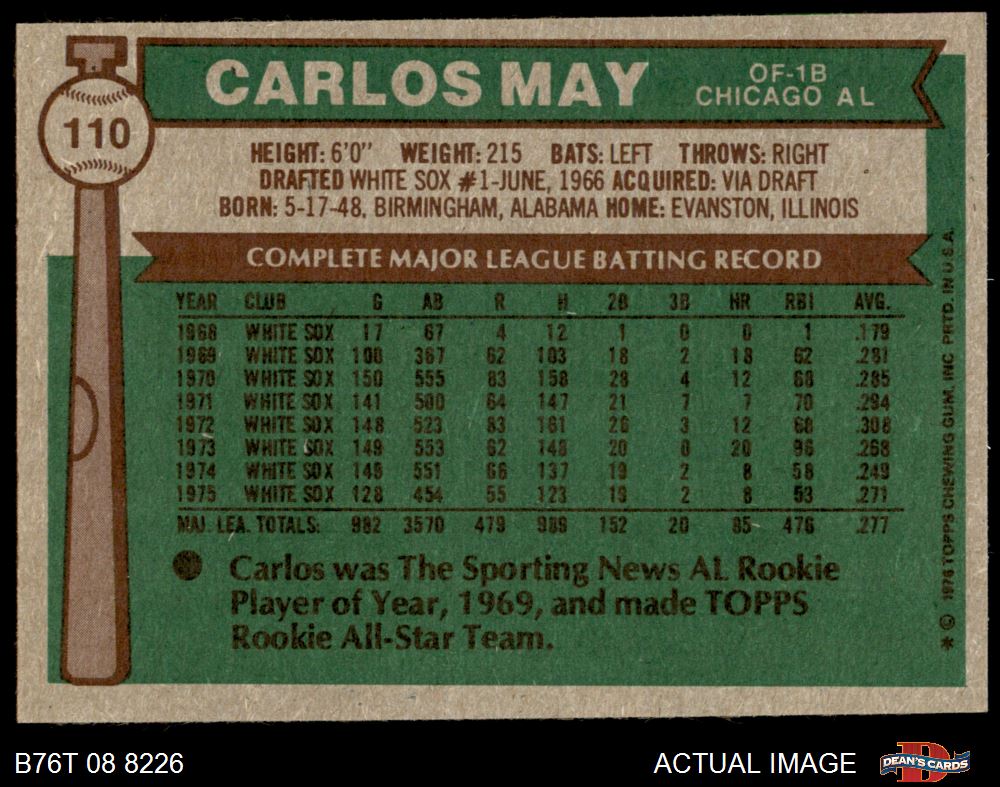 110
CARLOS MAY
OF-1B
CHICAGO AL
HEIGHT: 6'0" WEIGHT: 215 BATS: LEFT THROWS: RIGHT
DRAFTED WHITE SOX #1-JUNE, 1966 ACQUIRED: VIA DRAFT
BORN: 5-17-48, BIRMINGHAM, ALABAMA HOME: EVANSTON, ILLINOIS
COMPLETE MAJOR LEAGUE BATTING RECORD
YEAR CLUB G AB R H 2B 3B HR RBI AVG.
1968 WHITE SOX 17 67 4 12 1 0 0 1 .179
1969 WHITE SOX 100 367 62 103 18 2 18 62 .281
1970 WHITE SOX 150 555 83 158 28 4 12 68 .285
1971 WHITE SOX 141 500 64 147 21 7 7 70 .294
1972 WHITE SOX 148 523 83 161 26 3 12 68 .308
1973 WHITE SOX 149 553 62 148 20 0 20 96 .268
1974 WHITE SOX 149 551 66 137 19 2 8 58 .249
1975 WHITE SOX 128 454 55 123 19 2 8 53 .271
MAJ. LEA. TOTALS: 982 3570 479 989 152 20 85 476 .277
Carlos was The Sporting News AL Rookie
Player of Year, 1969, and made TOPPS
Rookie All-Star Team.
* © 1976 TOPPS CHEWING GUM, INC PRTD. IN U.S.A.
B76T 08 8226
ACTUAL IMAGE
DEAN'S CARDS